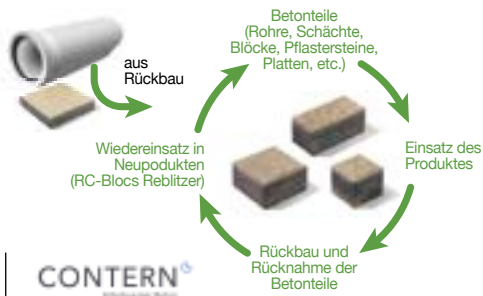 Betonteile
(Rohre, Schächte,
Blöcke, Pflastersteine,
Platten, etc.)
aus
Rückbau
Wiedereinsatz in
Neupodukten
(RC-Blocs Reblitzer)
Einsatz des
Produktes
Rückbau und
Rücknahme der
Betonteile
CONTERN